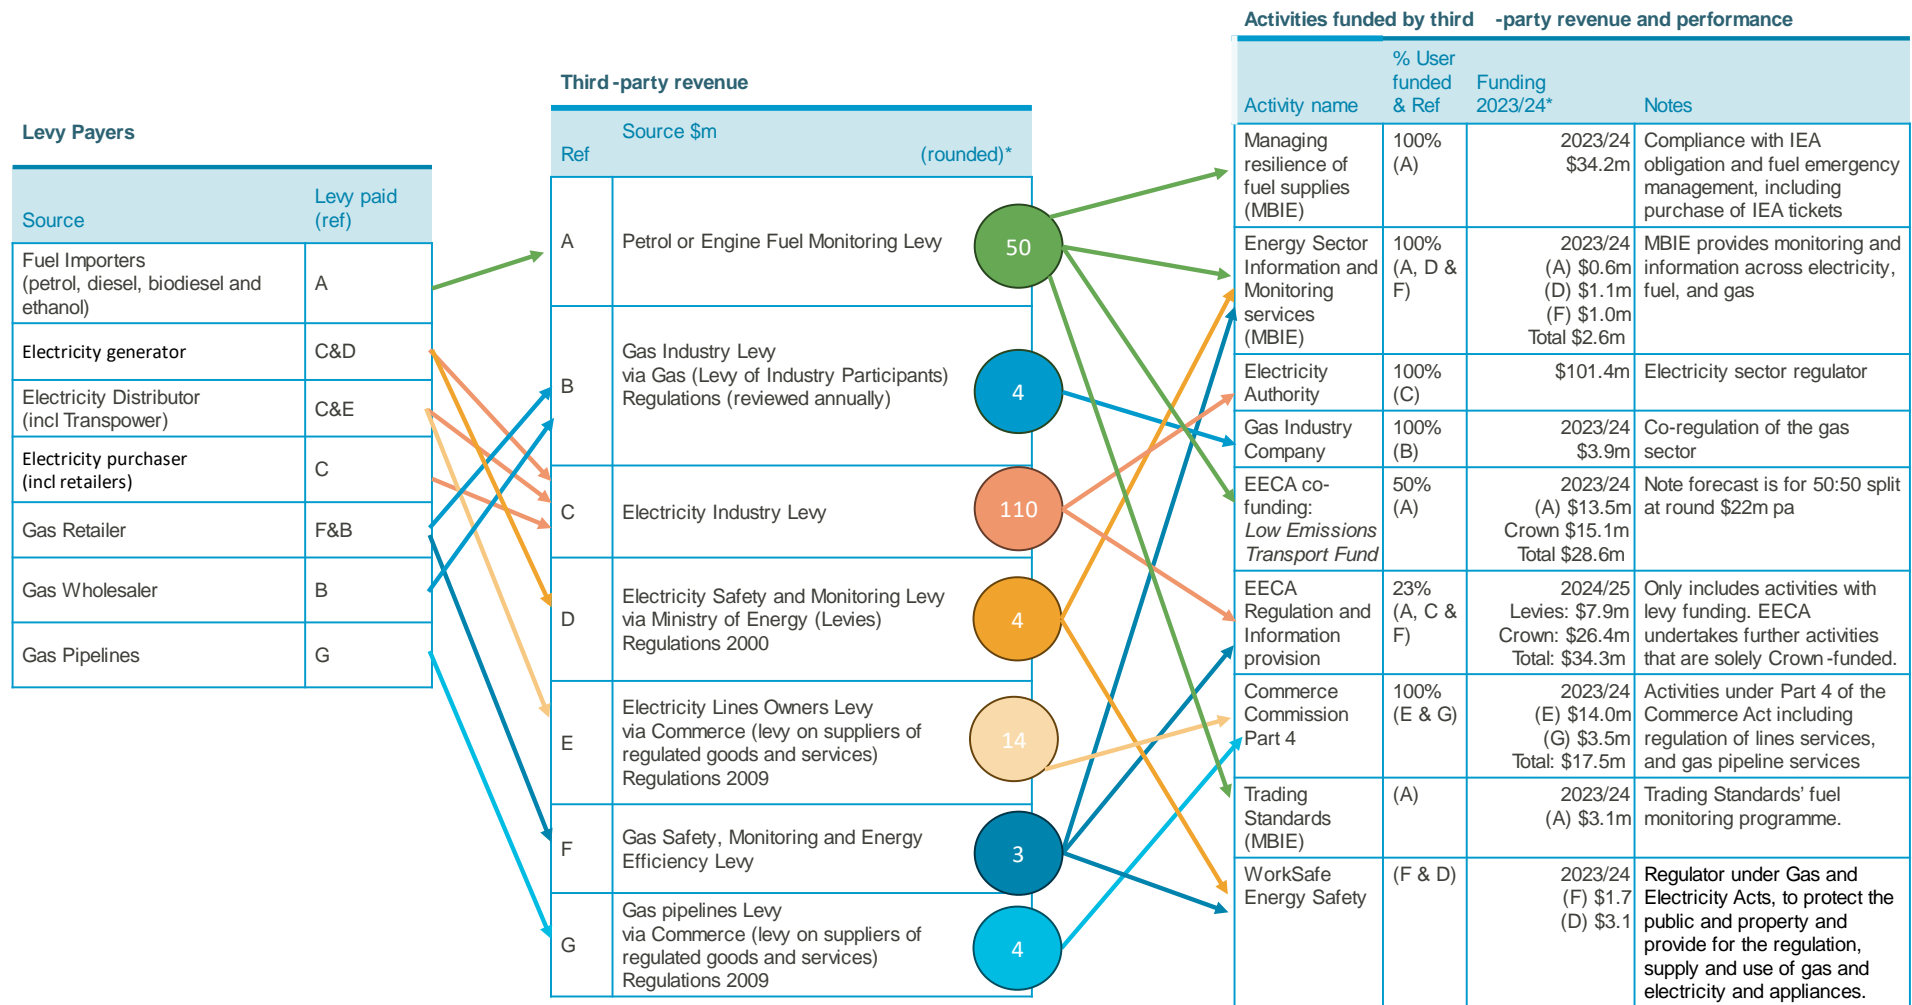 Levy Payers
Source
Levy paid
(ref)
Fuel Importers
(petrol, diesel, biodiesel and
ethanol)
A
Electricity generator
C&D
Electricity Distributor
(incl Transpower)
C&E
Electricity purchaser
(incl retailers)
C
Gas Retailer
F&B
Gas Wholesaler
B
Gas Pipelines
G
Third -party revenue
Ref
Source $m
(rounded)*
A
Petrol or Engine Fuel Monitoring Levy
50
B
Gas Industry Levy
via Gas (Levy of Industry Participants)
Regulations (reviewed annually)
4
C
Electricity Industry Levy
110
D
Electricity Safety and Monitoring Levy
via Ministry of Energy (Levies)
Regulations 2000
4
E
Electricity Lines Owners Levy
via Commerce (levy on suppliers of
regulated goods and services)
Regulations 2009
14
F
Gas Safety, Monitoring and Energy
Efficiency Levy
3
G
Gas pipelines Levy
via Commerce (levy on suppliers of
regulated goods and services)
Regulations 2009
4
Activities funded by third -party revenue and performance
Activity name
% User
funded
& Ref
Funding
2023/24*
Notes
Managing
resilience of
fuel supplies
(MBIE)
100%
(A)
2023/24
$34.2m
Compliance with IEA
obligation and fuel emergency
management, including
purchase of IEA tickets
Energy Sector
Information and
Monitoring
services
(MBIE)
100%
(A, D &
F)
2023/24
(A) $0.6m
(D) $1.1m
(F) $1.0m
Total $2.6m
MBIE provides monitoring and
information across electricity,
fuel, and gas
Electricity
Authority
100%
(C)
$101.4m
Electricity sector regulator
Gas Industry
Company
100%
(B)
2023/24
$3.9m
Co-regulation of the gas
sector
EECA co-
funding:
Low Emissions
Transport Fund
50%
(A)
2023/24
(A) $13.5m
Crown $15.1m
Total $28.6m
Note forecast is for 50:50 split
at round $22m pa
EECA
Regulation and
Information
provision
23%
(A, C &
F)
2024/25
Levies: $7.9m
Crown: $26.4m
Total: $34.3m
Only includes activities with
levy funding. EECA
undertakes further activities
that are solely Crown -funded.
Commerce
Commission
Part 4
100%
(E & G)
2023/24
(E) $14.0m
(G) $3.5m
Total: $17.5m
Activities under Part 4 of the
Commerce Act including
regulation of lines services,
and gas pipeline services
Trading
Standards
(MBIE)
(A)
2023/24
(A) $3.1m
Trading Standards' fuel
monitoring programme.
WorkSafe
Energy Safety
(F & D)
2023/24
(F) $1.7
(D) $3.1
Regulator under Gas and
Electricity Acts, to protect the
public and property and
provide for the regulation,
supply and use of gas and
electricity and appliances.